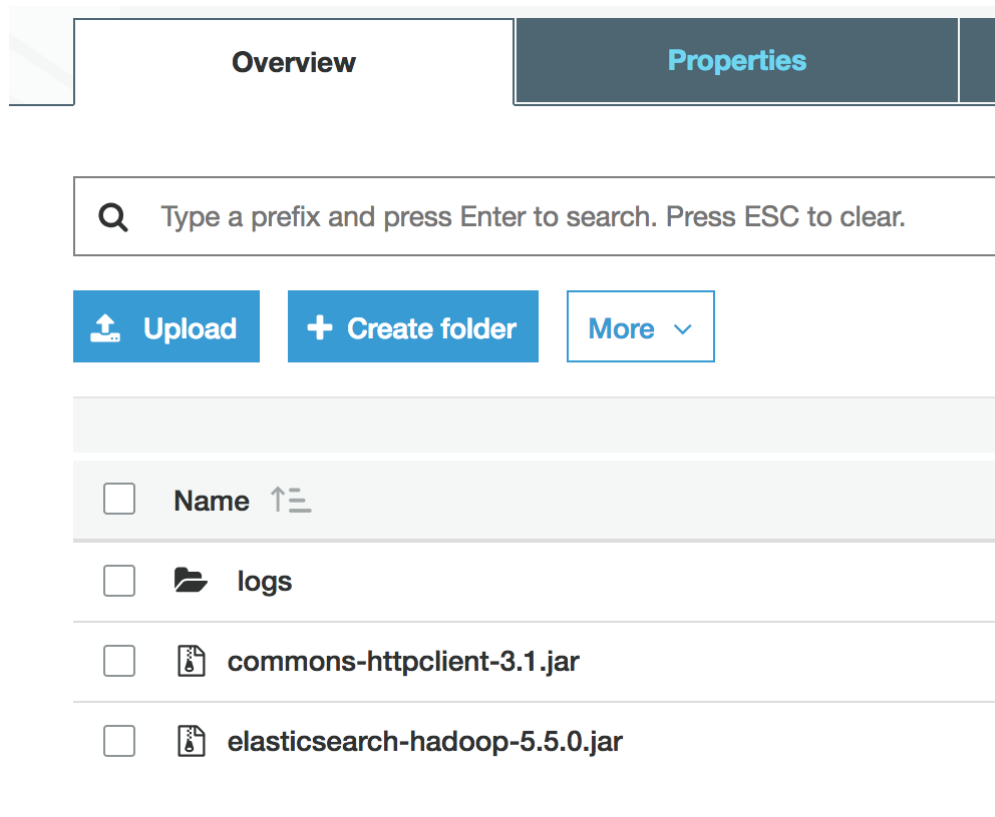 Overview Properties
Type a prefix and press Enter to search. Press ESC to clear.
Upload Create folder More
Name
logs
commons-httpclient-3.1.jar
elasticsearch-hadoop-5.5.0.jar